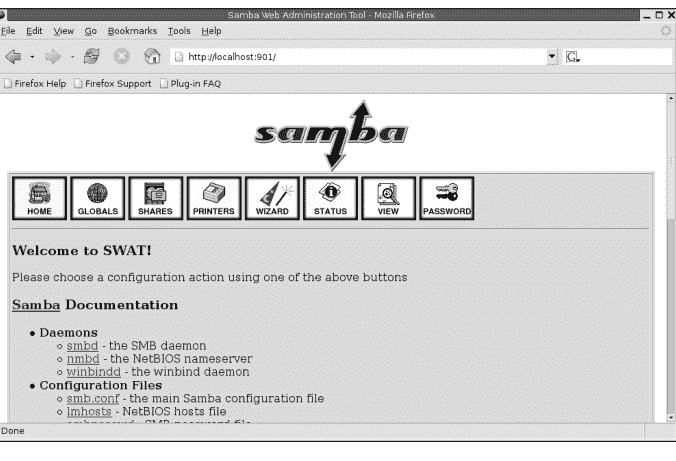 Samba Web Administration Tool - Mozilla Firefox
File Edit View Go Bookmarks Tools Help
http://localhost:901/
G
Firefox Help Firefox Support Plug-in FAQ
samba
HOME GLOBALS SHARES PRINTERS WIZARD STATUS VIEW PASSWORD
Welcome to SWAT!
Please choose a configuration action using one of the above buttons
Samba Documentation
• Daemons
◦ smbd - the SMB daemon
◦ nmbd - the NetBIOS nameserver
◦ winbindd - the winbind daemon
• Configuration Files
◦ smb.conf - the main Samba configuration file
◦ lmhosts - NetBIOS hosts file
Done